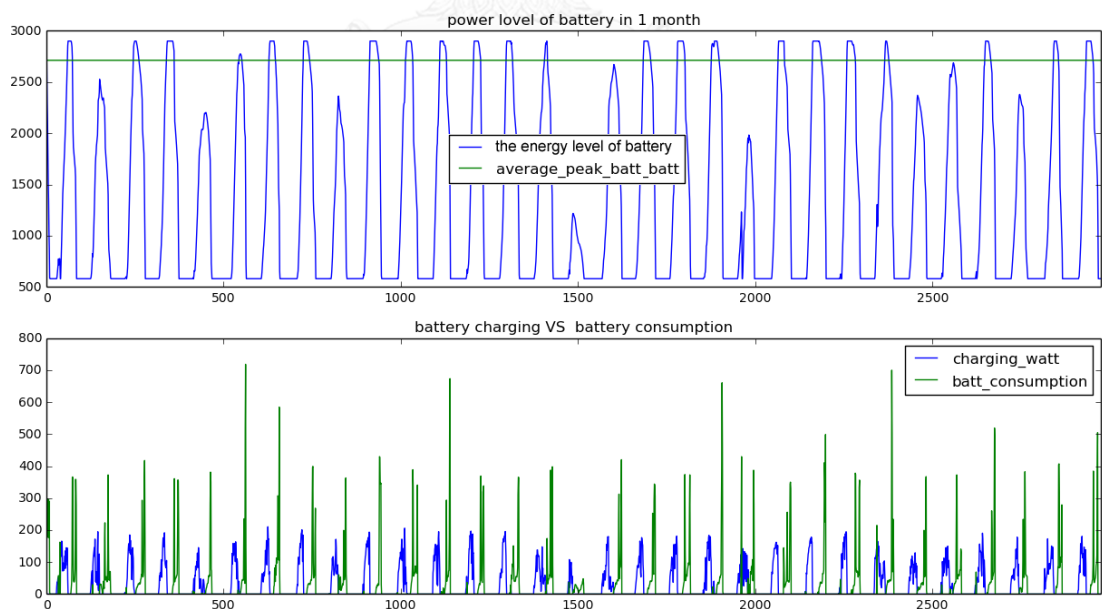 power lovel of battery in 1 month
3000
2500
2000
1500
1000
500
the energy level of battery
average_peak_batt_batt
0 500 1000 1500 2000 2500
battery charging VS battery consumption
800
700
600
500
400
300
200
100
0
charging_watt
batt_consumption
0 500 1000 1500 2000 2500